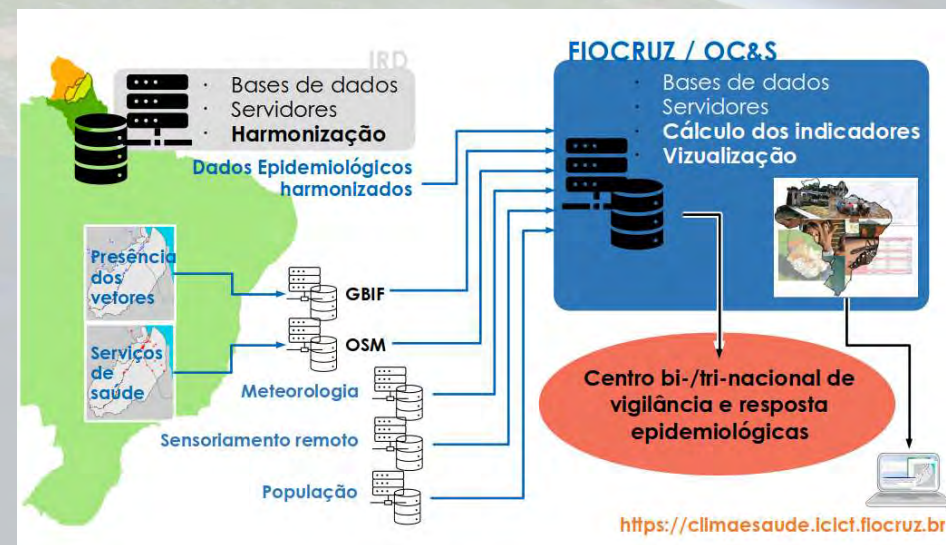 IRD
· Bases de dados
· Servidores
· Harmonização
Dados Epidemiológicos
harmonizados
FIOCRUZ / OC&S
· Bases de dados
· Servidores
· Cálculo dos indicadores
· Vizualização
Presência
dos
vetores
GBIF
Serviços
de
saúde
OSM
Meteorologia
Sensoriamento remoto
População
Centro bi-/tri-nacional de
vigilância e resposta
epidemiológicas
https://climaesaude.icict.fiocruz.br